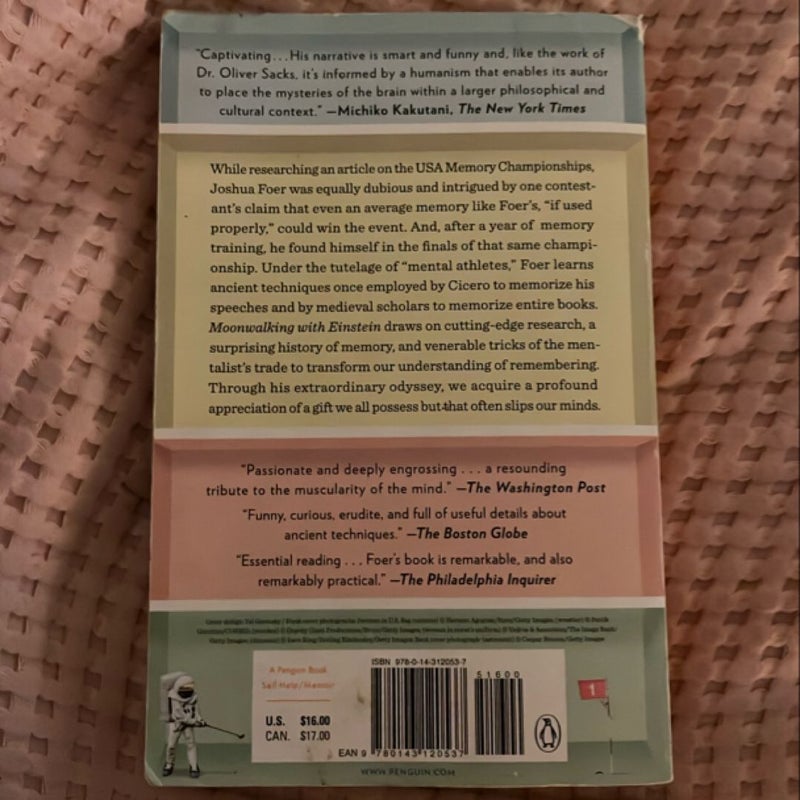 "Captivating...His narrative is smart and funny and, like the work of
Dr. Oliver Sacks, it's informed by a humanism that enables its author
to place the mysteries of the brain within a larger philosophical and
cultural context." —Michiko Kakutani, The New York Times
While researching an article on the USA Memory Championships,
Joshua Foer was equally dubious and intrigued by one contest-
ant's claim that even an average memory like Foer's, "if used
properly," could win the event. And, after a year of memory
training, he found himself in the finals of that same champi-
onship. Under the tutelage of "mental athletes," Foer learns
ancient techniques once employed by Cicero to memorize his
speeches and by medieval scholars to memorize entire books.
Moonwalking with Einstein draws on cutting-edge research, a
surprising history of memory, and venerable tricks of the men-
talist's trade to transform our understanding of remembering.
Through his extraordinary odyssey, we acquire a profound
appreciation of a gift we all possess but that often slips our minds.
"Passionate and deeply engrossing . . . a resounding
tribute to the muscularity of the mind." —The Washington Post
"Funny, curious, erudite, and full of useful details about
ancient techniques." —The Boston Globe
"Essential reading . . . Foer's book is remarkable, and also
remarkably practical." —The Philadelphia Inquirer
A Penguin Book
Self-Help/Memoir
U.S. $16.00
CAN. $17.00
ISBN 978-0-14-312053-7
51600
EAN 9 780143 120537
1
WWW.PENGUIN.COM